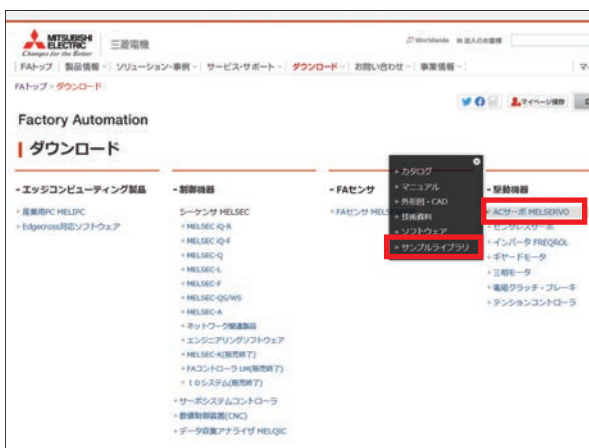 MITSUBISHI
ELECTRIC
Changes for the Better
三菱電機
Worldwide
法人のお客様
FAトップ
製品情報
ソリューション・事例
サービス・サポート
ダウンロード
お問い合わせ
事業情報
FAトップ > ダウンロード
マイページ保存
Factory Automation
ダウンロード
- エッジコンピューティング製品
産業用PC MELIPC
Edgecross対応ソフトウェア
- 制御機器
シーケンサ MELSEC
MELSEC iQ-R
MELSEC iQ-F
MELSEC-Q
MELSEC-L
MELSEC-F
MELSEC-QS/WS
MELSEC-A
ネットワーク関連製品
エンジニアリングソフトウェア
MELSEC-K(販売終了)
FAコントローラ LM(販売終了)
IDシステム(販売終了)
サーボシステムコントローラ
数値制御装置(CNC)
データ収集アナライザ MELQIC
- FAセンサ
FAセンサ MELS
カタログ
マニュアル
外形図・CAD
技術資料
ソフトウェア
サンプルライブラリ
- 駆動機器
ACサーボ MELSERVO
センサレスサーボ
インバータ FREQROL
ギヤードモータ
三相モータ
電磁クラッチ・ブレーキ
テンションコントローラ